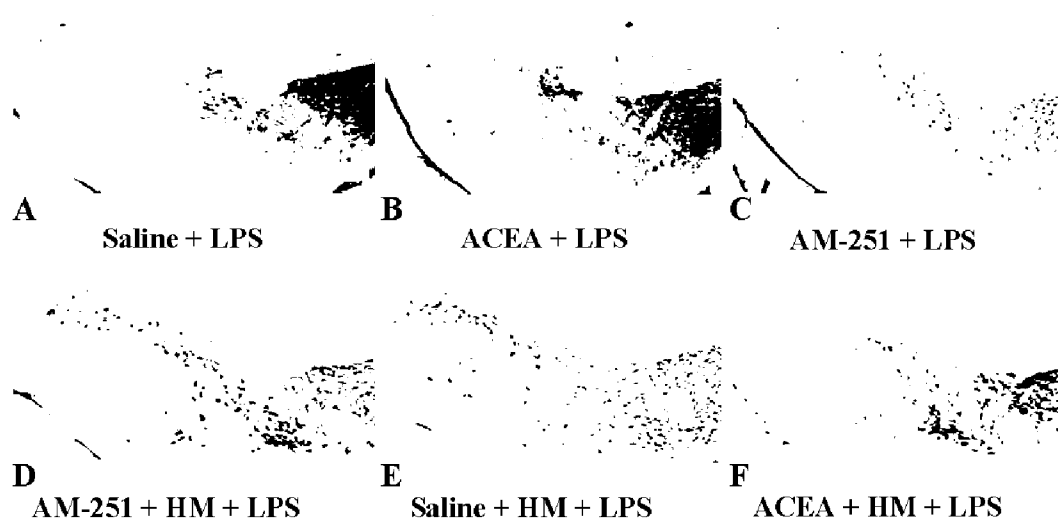 A
Saline + LPS
B
ACEA + LPS
C
AM-251 + LPS
D
AM-251 + HM + LPS
E
Saline + HM + LPS
F
ACEA + HM + LPS